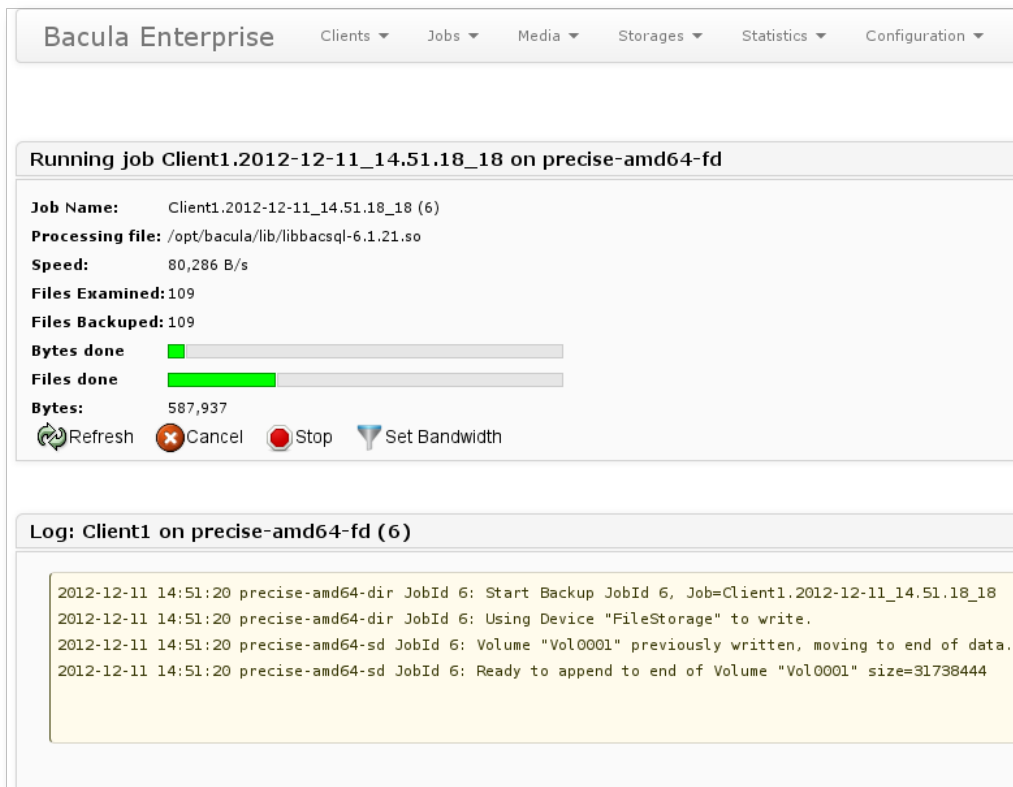 Bacula Enterprise Clients Jobs Media Storages Statistics Configuration
Running job Client1.2012-12-11_14.51.18_18 on precise-amd64-fd
Job Name: Client1.2012-12-11_14.51.18_18 (6)
Processing file: /opt/bacula/lib/libbacsql-6.1.21.so
Speed: 80,286 B/s
Files Examined: 109
Files Backuped: 109
Bytes done
Files done
Bytes: 587,937
Refresh Cancel Stop Set Bandwidth
Log: Client1 on precise-amd64-fd (6)
2012-12-11 14:51:20 precise-amd64-dir JobId 6: Start Backup JobId 6, Job=Client1.2012-12-11_14.51.18_18
2012-12-11 14:51:20 precise-amd64-dir JobId 6: Using Device "FileStorage" to write.
2012-12-11 14:51:20 precise-amd64-sd JobId 6: Volume "Vol0001" previously written, moving to end of data.
2012-12-11 14:51:20 precise-amd64-sd JobId 6: Ready to append to end of Volume "Vol0001" size=31738444